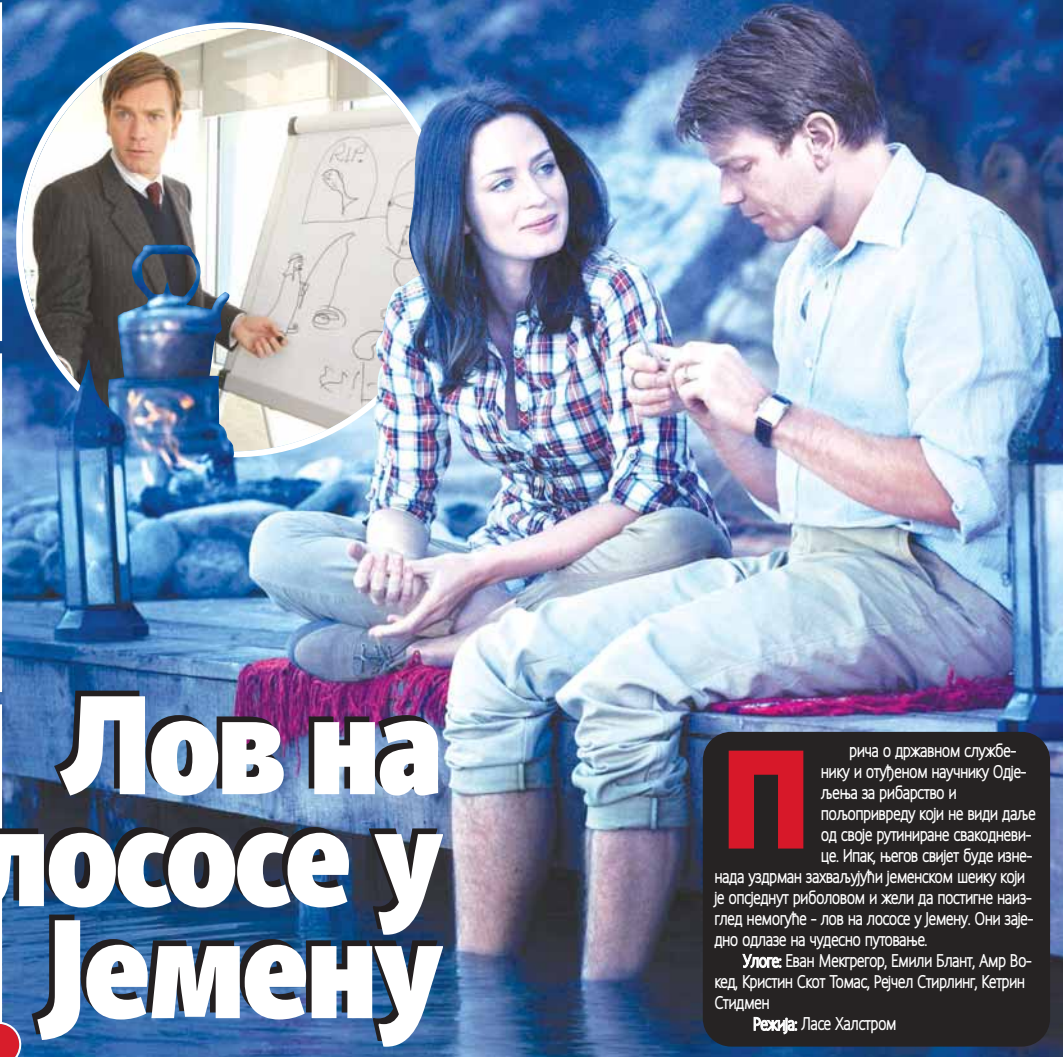 R.I.P.
Лов на
лососе у
Јемену
Прича о државном службе-
нику и отуђеном научнику Одје-
љења за рибарство и
пољопривреду који не види даље
од своје рутиниране свакодневи-
це. Ипак, његов свијет буде изне-
нада уздрман захваљујући јеменском шеику који
је опсједнут риболовом и жели да постигне наиз-
глед немогуће - лов на лососе у Јемену. Они заје-
дно одлазе на чудесно путовање.
Улоге: Еван Мекгрегор, Емили Блант, Амр Во-
кед, Кристин Скот Томас, Рејчел Стирлинг, Кетрин
Стидмен
Режија: Ласе Халстром